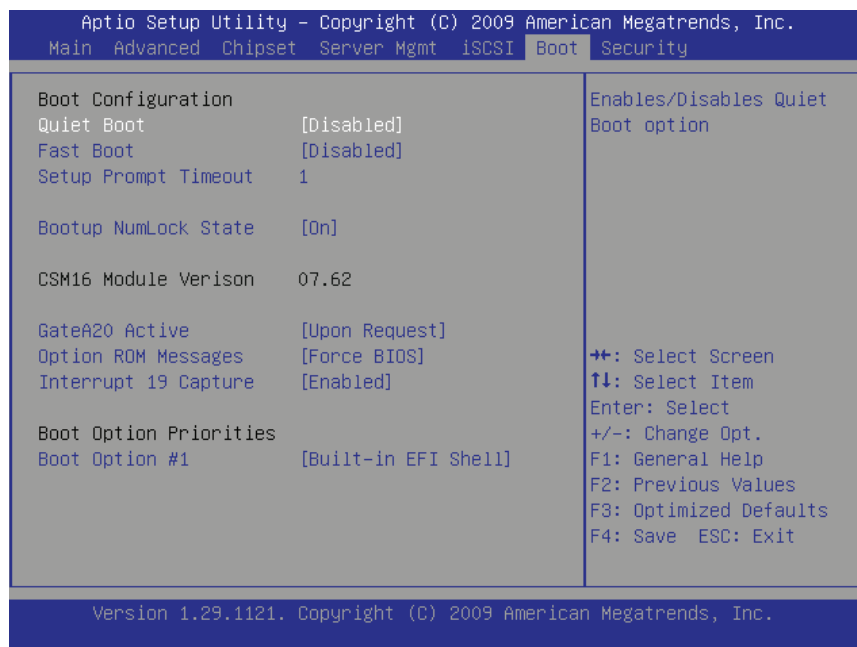 Aptio Setup Utility – Copyright (C) 2009 American Megatrends, Inc.
Main Advanced Chipset Server Mgmt iSCSI Boot Security
Boot Configuration
Quiet Boot [Disabled]
Fast Boot [Disabled]
Setup Prompt Timeout 1
Bootup NumLock State [On]
CSM16 Module Verison 07.62
GateA20 Active [Upon Request]
Option ROM Messages [Force BIOS]
Interrupt 19 Capture [Enabled]
Boot Option Priorities
Boot Option #1 [Built-in EFI Shell]
Enables/Disables Quiet
Boot option
→←: Select Screen
↑↓: Select Item
Enter: Select
+/-: Change Opt.
F1: General Help
F2: Previous Values
F3: Optimized Defaults
F4: Save ESC: Exit
Version 1.29.1121. Copyright (C) 2009 American Megatrends, Inc.